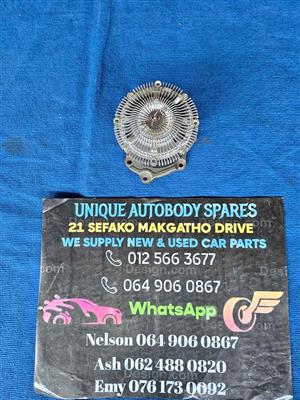 UNIQUE AUTOBODY SPARES
21 SEFAKO MAKGATHO DRIVE
WE SUPPLY NEW & USED CAR PARTS
012 566 3677
064 906 0867
WhatsApp
Nelson 064 906 0867
Ash 062 488 0820
Emy 076 173 0092